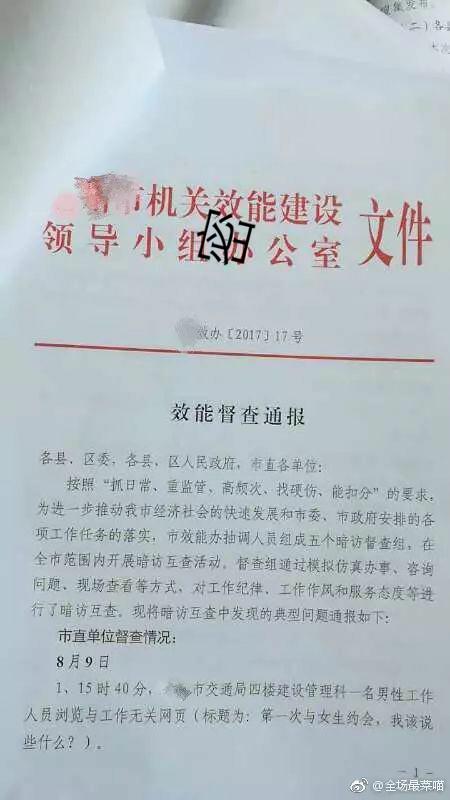 （二）各县
市机关效能建设
领导小组办公室 文件
效办〔2017〕17号
效能督查通报
各县、区委，各县、区人民政府，市直各单位：
按照“抓日常、重监管、高频次、找硬伤、能扣分”的要求，
为进一步推动我市经济社会的快速发展和市委、市政府安排的各
项工作任务的落实，市效能办抽调人员组成五个暗访督查组，在
全市范围内开展暗访互查活动。督查组通过模拟仿真办事、咨询
问题、现场查看等方式，对工作纪律、工作作风和服务态度等进
行了暗访互查。现将暗访互查中发现的典型问题通报如下：
市直单位督查情况：
8月9日
1、15时40分，市交通局四楼建设管理科一名男性工作
人员浏览与工作无关网页（标题为：第一次与女生约会，我该说
些什么？）。
- 1 -
@全场最菜喵